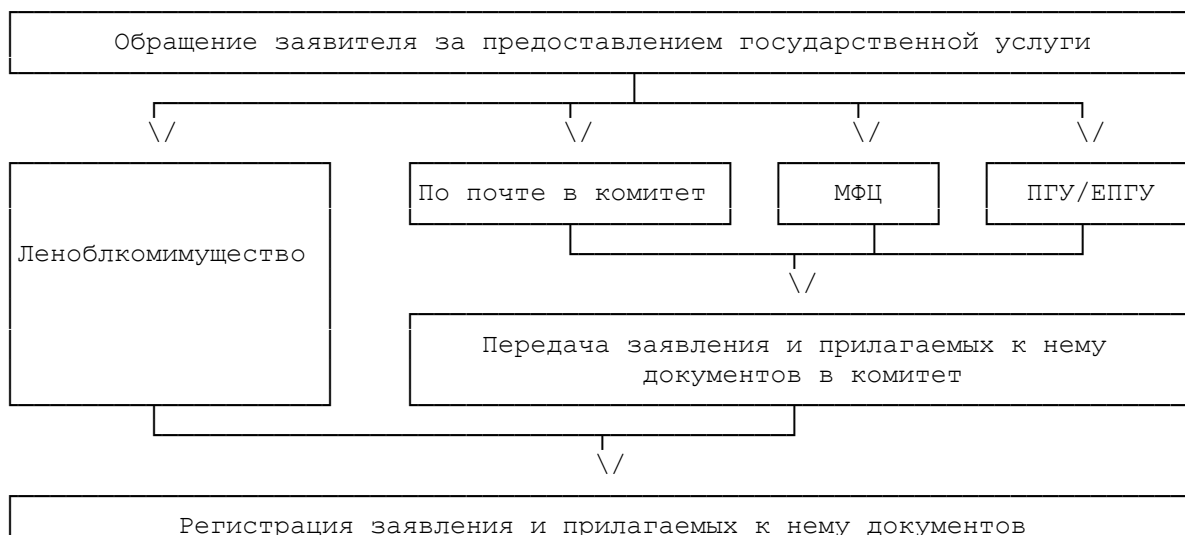 Обращение заявителя за предоставлением государственной услуги
Леноблкомимущество
По почте в комитет
МФЦ
ПГУ/ЕПГУ
Передача заявления и прилагаемых к нему
документов в комитет
Регистрация заявления и прилагаемых к нему документов